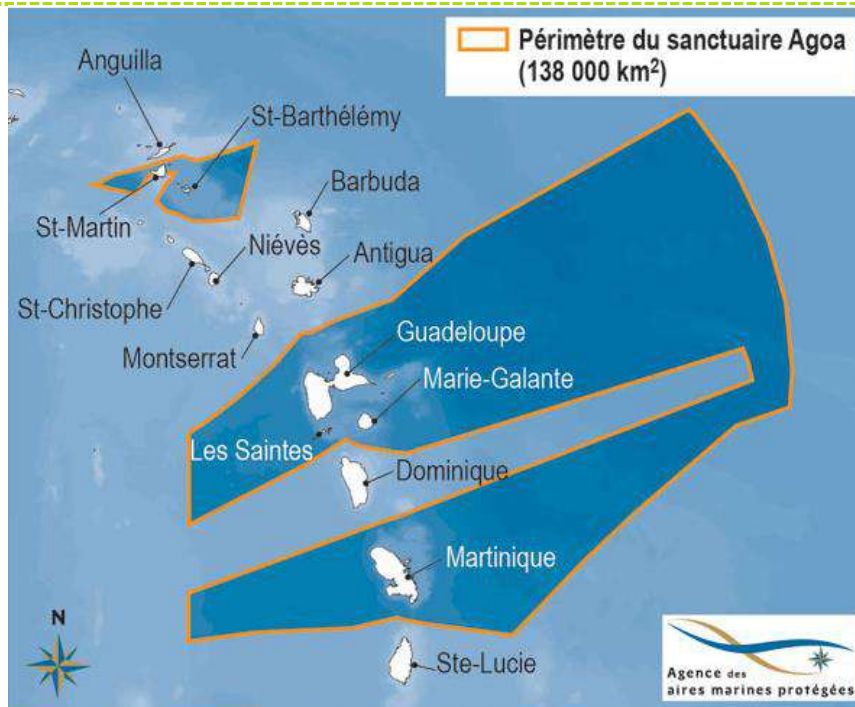 Périmètre du sanctuaire Agoa
(138 000 km²)
Anguilla
St-Barthélémy
Barbuda
St-Martin
Niévès
Antigua
St-Christophe
Guadeloupe
Montserrat
Marie-Galante
Les Saintes
Dominique
Martinique
N
Ste-Lucie
Agence des
aires marines protégées